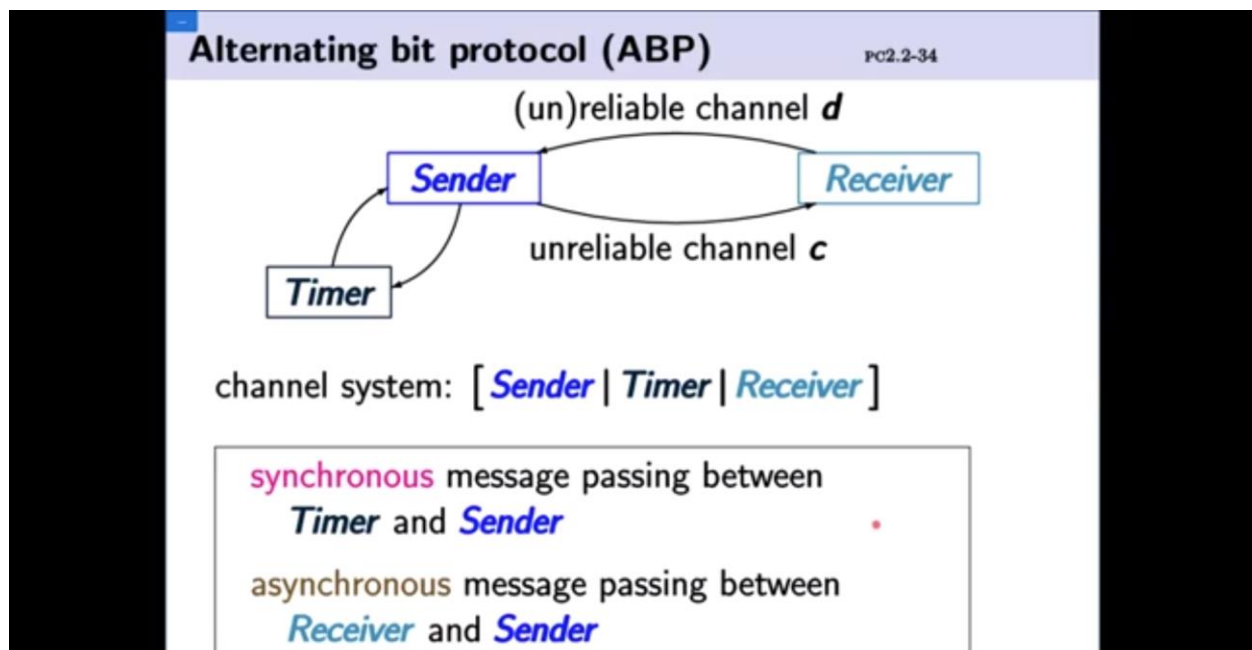 Alternating bit protocol (ABP)
PC2.2-34
(un)reliable channel d
Sender
Receiver
unreliable channel c
Timer
channel system: [Sender | Timer | Receiver]
synchronous message passing between
Timer and Sender
asynchronous message passing between
Receiver and Sender